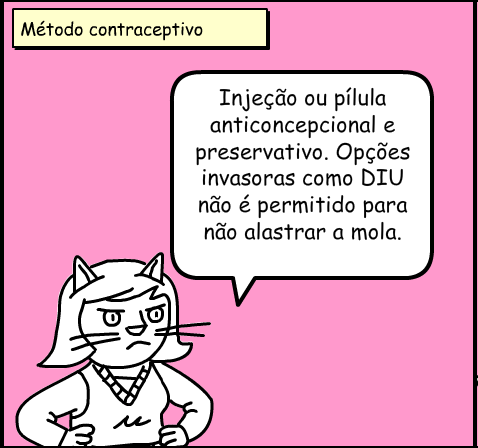 Método contraceptivo
Injeção ou pílula
anticoncepcional e
preservativo. Opções
invasoras como DIU
não é permitido para
não alastrar a mola.